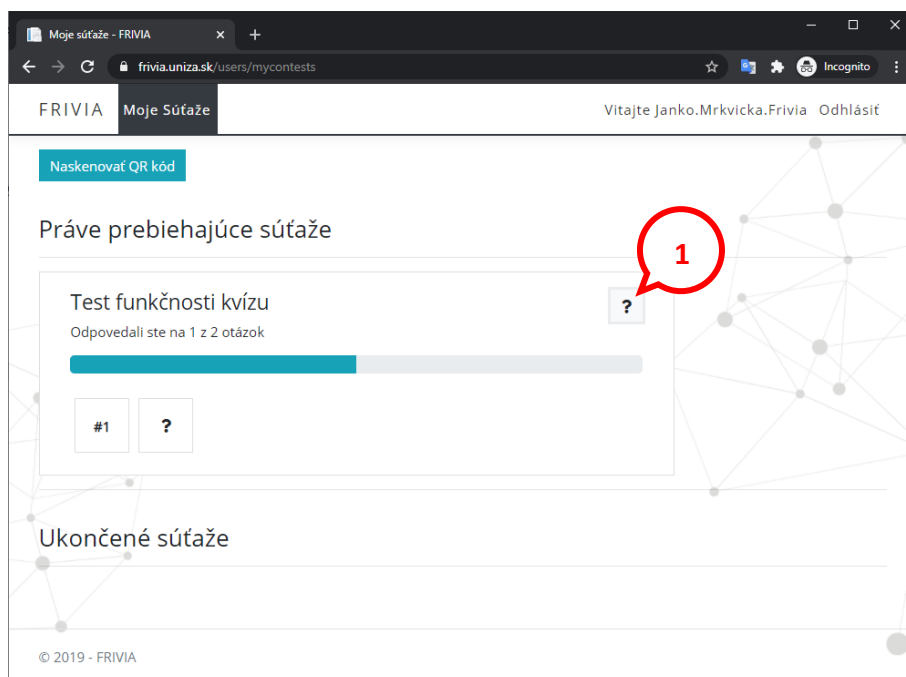 Moje súťaže - FRIVIA
frivia.uniza.sk/users/mycontests
Incognito
FRIVIA Moje Súťaže Vitajte Janko.Mrkvicka.Frivia Odhlásiť
Naskenovať QR kód
Práve prebiehajúce súťaže
1
Test funkčnosti kvízu
?
Odpovedali ste na 1 z 2 otázok
#1 ?
Ukončené súťaže
© 2019 - FRIVIA